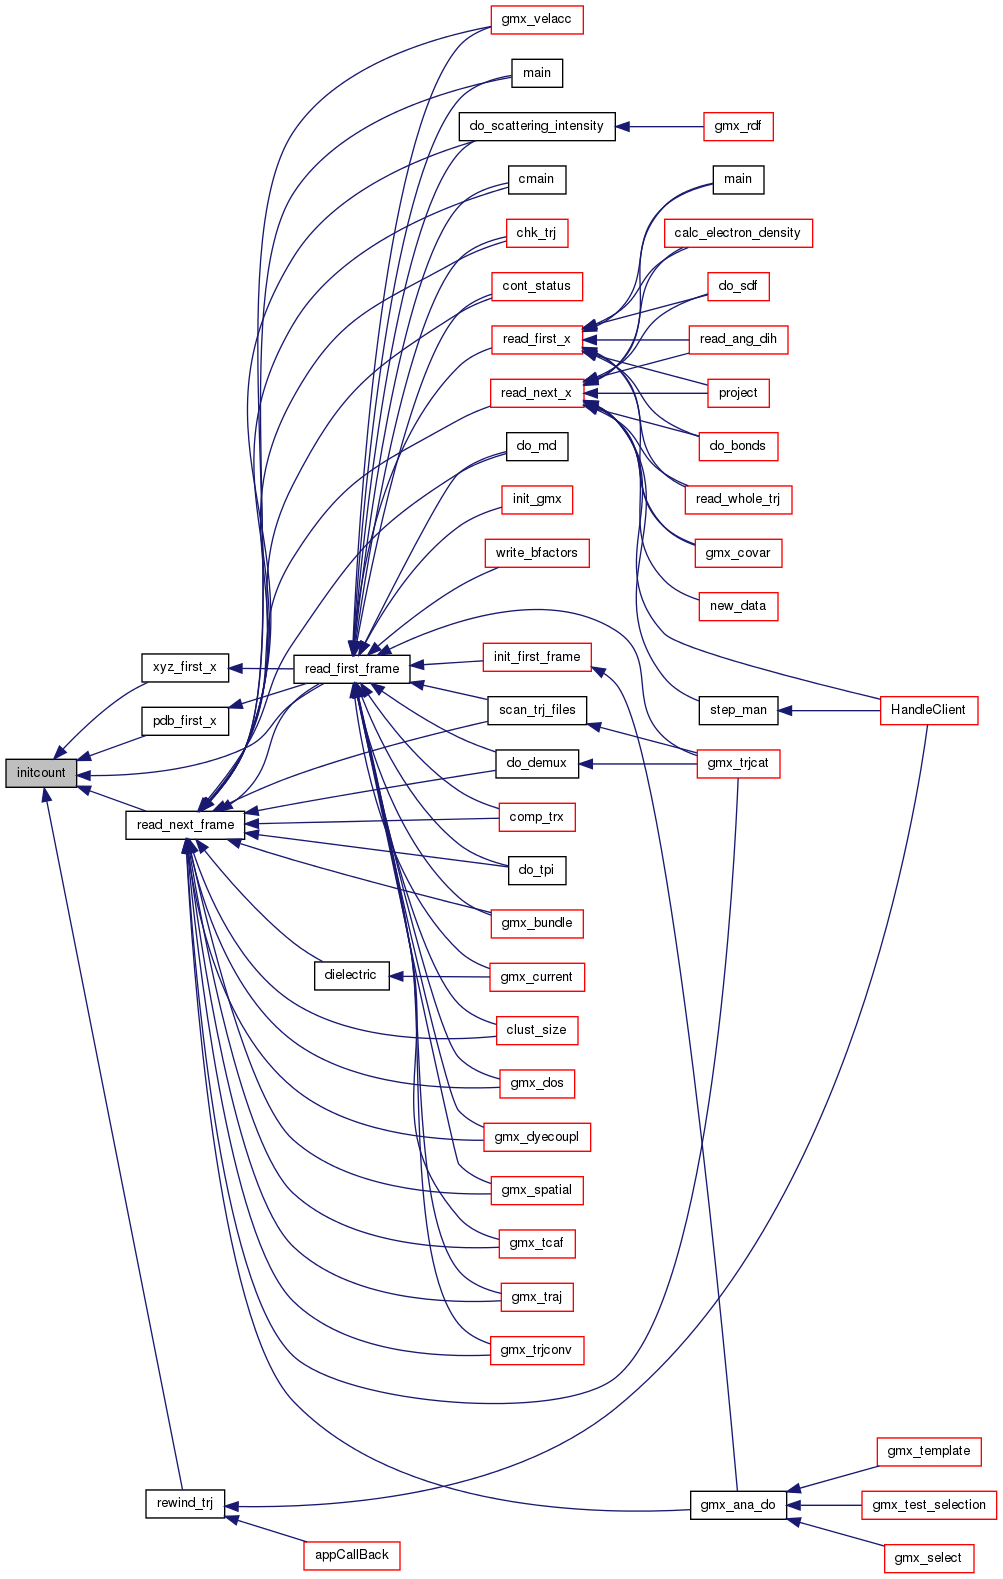 gmx_velacc
main
do_scattering_intensity
gmx_rdf
cmain
main
chk_trj
calc_electron_density
cont_status
do_sdf
read_first_x
read_ang_dih
read_next_x
project
do_md
do_bonds
init_gmx
read_whole_trj
write_bfactors
gmx_covar
new_data
xyz_first_x
read_first_frame
init_first_frame
pdb_first_x
scan_trj_files
step_man
HandleClient
initcount
do_demux
gmx_trjcat
read_next_frame
comp_trx
do_tpi
gmx_bundle
dielectric
gmx_current
clust_size
gmx_dos
gmx_dyecoupl
gmx_spatial
gmx_tcaf
gmx_traj
gmx_trjconv
gmx_template
rewind_trj
gmx_ana_do
gmx_test_selection
appCallBack
gmx_select